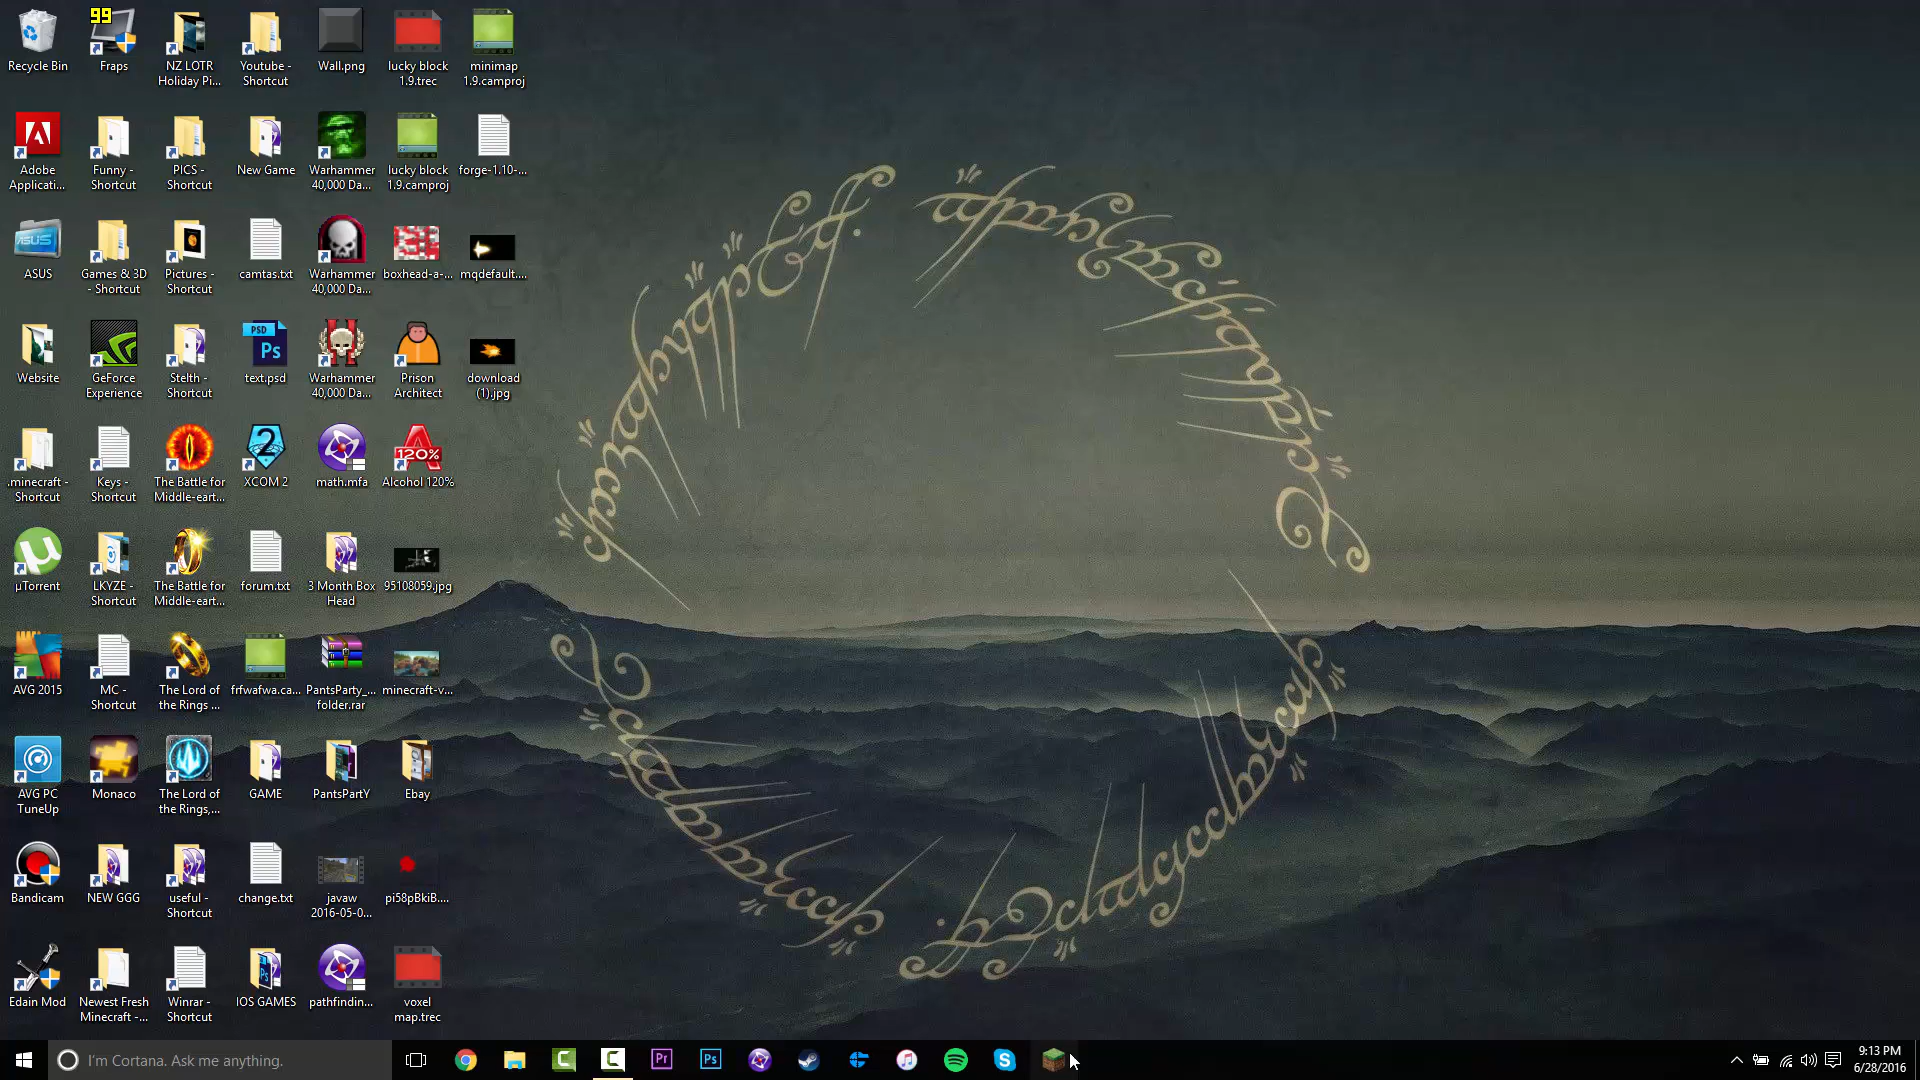 99
Recycle Bin
Fraps
NZ LOTR
Holiday Pi...
Youtube -
Shortcut
Wall.png
lucky block
1.9.trec
minimap
1.9.camproj
Adobe
Applicati...
Funny -
Shortcut
PICS -
Shortcut
New Game
Warhammer
40,000 Da...
lucky block
1.9.camproj
forge-1.10-...
ASUS
ASUS
Games & 3D
- Shortcut
Pictures -
Shortcut
camtas.txt
Warhammer
40,000 Da...
boxhead-a-...
mqdefault....
Website
GeForce
Experience
Stelth -
Shortcut
PSD
Ps
text.psd
Warhammer
40,000 Da...
Prison
Architect
download
(1).jpg
.minecraft -
Shortcut
Keys -
Shortcut
The Battle for
Middle-eart...
2
XCOM 2
math.mfa
120%
Alcohol 120%
µTorrent
LKYZE -
Shortcut
The Battle for
Middle-eart...
forum.txt
3 Month Box
Head
95108059.jpg
AVG 2015
MC -
Shortcut
The Lord of
the Rings ...
frfwafwa.ca...
PantsParty_...
folder.rar
minecraft-v...
AVG PC
TuneUp
Monaco
The Lord of
the Rings,...
GAME
PantsPartY
Ebay
Bandicam
NEW GGG
useful -
Shortcut
change.txt
javaw
2016-05-0...
pi58pBkiB....
Edain Mod
Newest Fresh
Minecraft -...
Winrar -
Shortcut
IOS GAMES
pathfindin...
voxel
map.trec
I'm Cortana. Ask me anything.
Pr
Ps
9:13 PM
6/28/2016